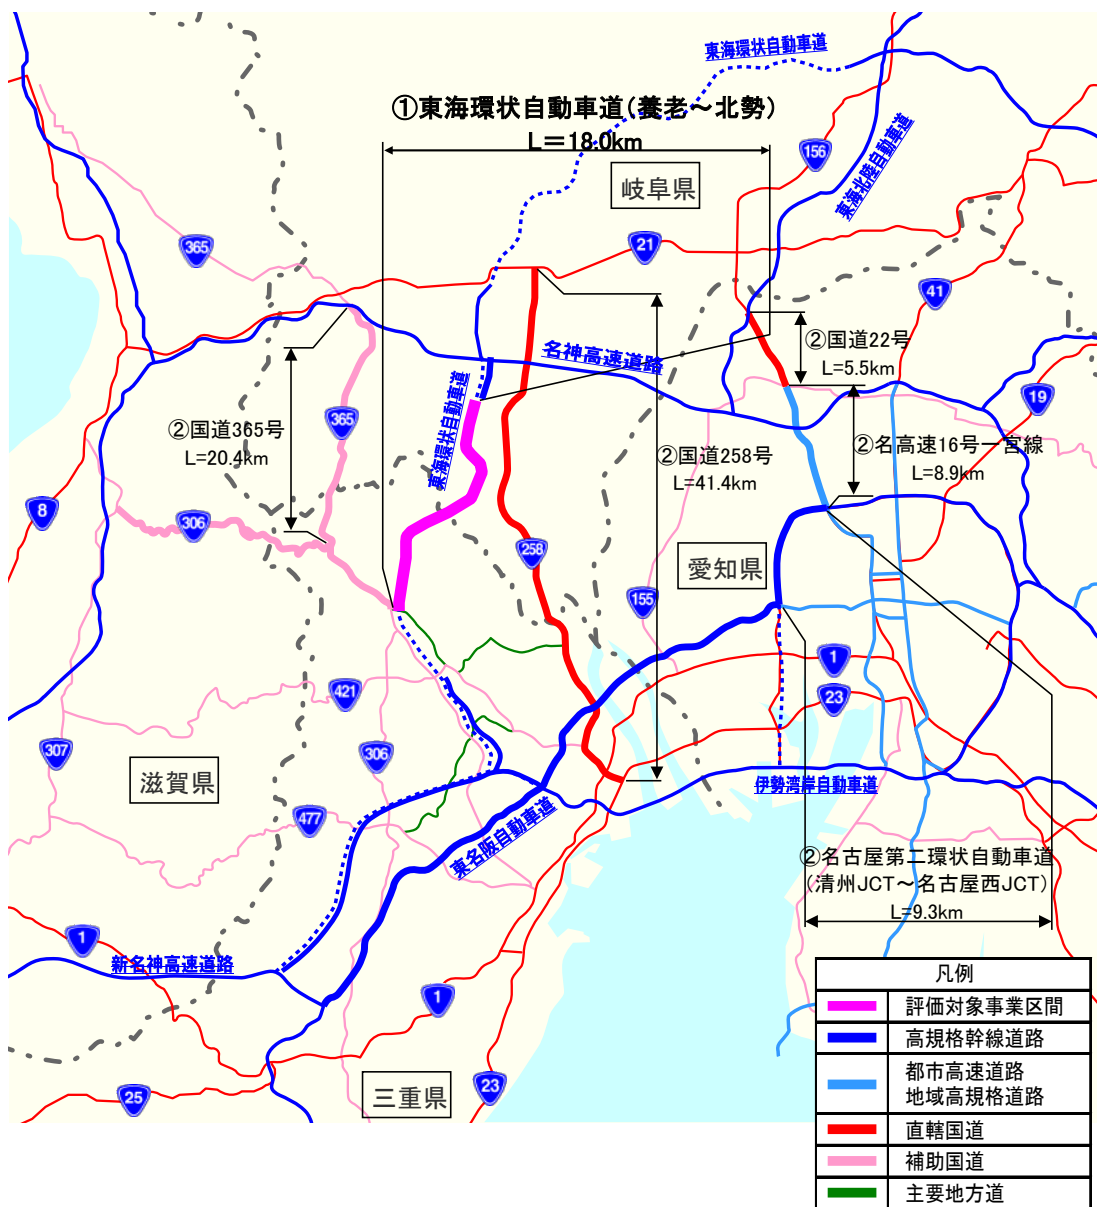 東海環状自動車道
①東海環状自動車道(養老～北勢)
L=18.0km
156
東海北陸自動車道
岐阜県
365
21
41
②国道22号
L=5.5km
名神高速道路
19
東海環状自動車道
365
②国道365号
L=20.4km
②国道258号
L=41.4km
②名高速16号一宮線
L=8.9km
8
306
258
愛知県
155
1
23
421
307
306
滋賀県
伊勢湾岸自動車道
477
東名阪自動車道
②名古屋第二環状自動車道
(清州JCT～名古屋西JCT)
L=9.3km
1
新名神高速道路
1
25
三重県
23
凡例
評価対象事業区間
高規格幹線道路
都市高速道路
地域高規格道路
直轄国道
補助国道
主要地方道